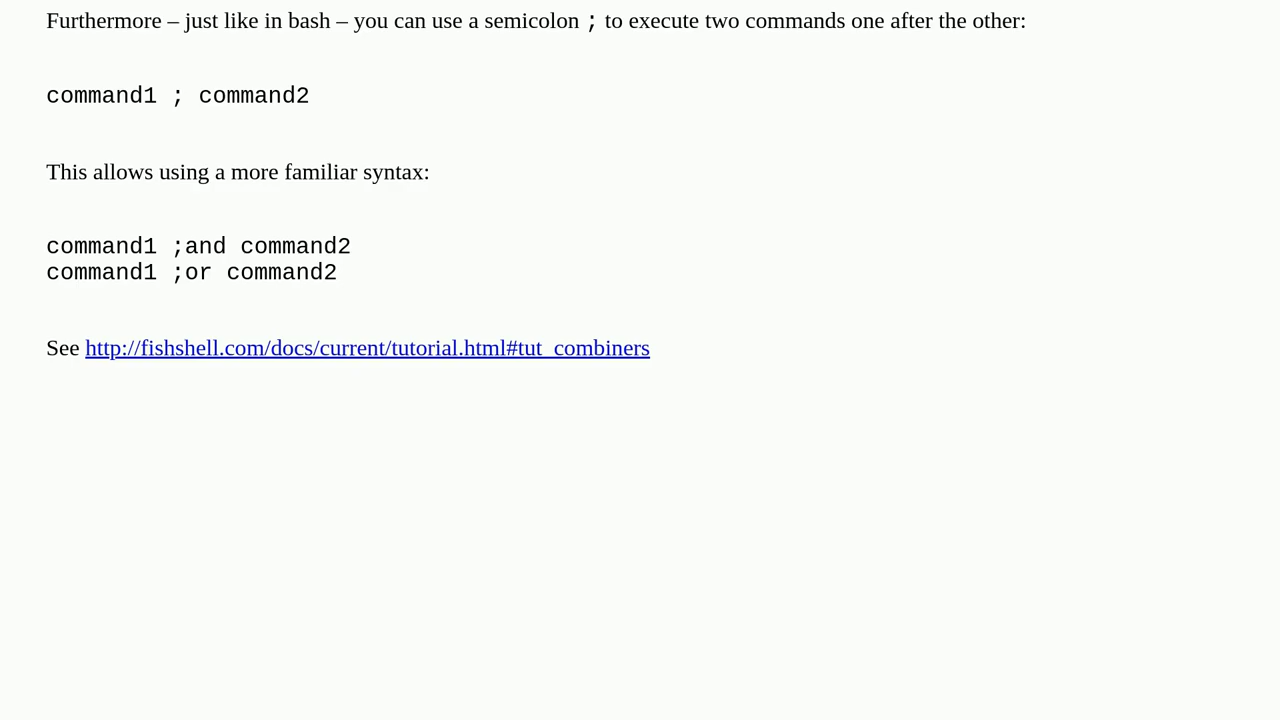 Furthermore – just like in bash – you can use a semicolon ; to execute two commands one after the other:
command1 ; command2
This allows using a more familiar syntax:
command1 ;and command2
command1 ;or command2
See http://fishshell.com/docs/current/tutorial.html#tut_combiners